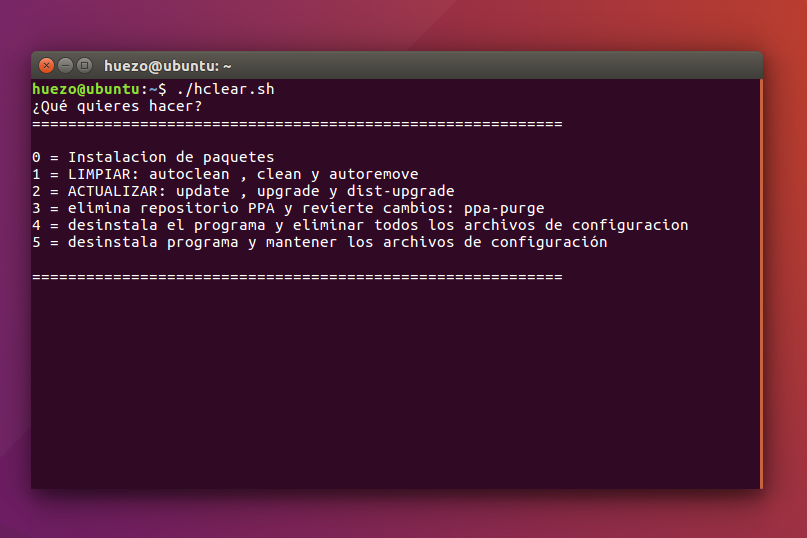 huezo@ubuntu: ~
huezo@ubuntu:~$ ./hclear.sh
¿Qué quieres hacer?
===========================================================
0 = Instalacion de paquetes
1 = LIMPIAR: autoclean , clean y autoremove
2 = ACTUALIZAR: update , upgrade y dist-upgrade
3 = elimina repositorio PPA y revierte cambios: ppa-purge
4 = desinstala el programa y eliminar todos los archivos de configuracion
5 = desinstala programa y mantener los archivos de configuración
===========================================================